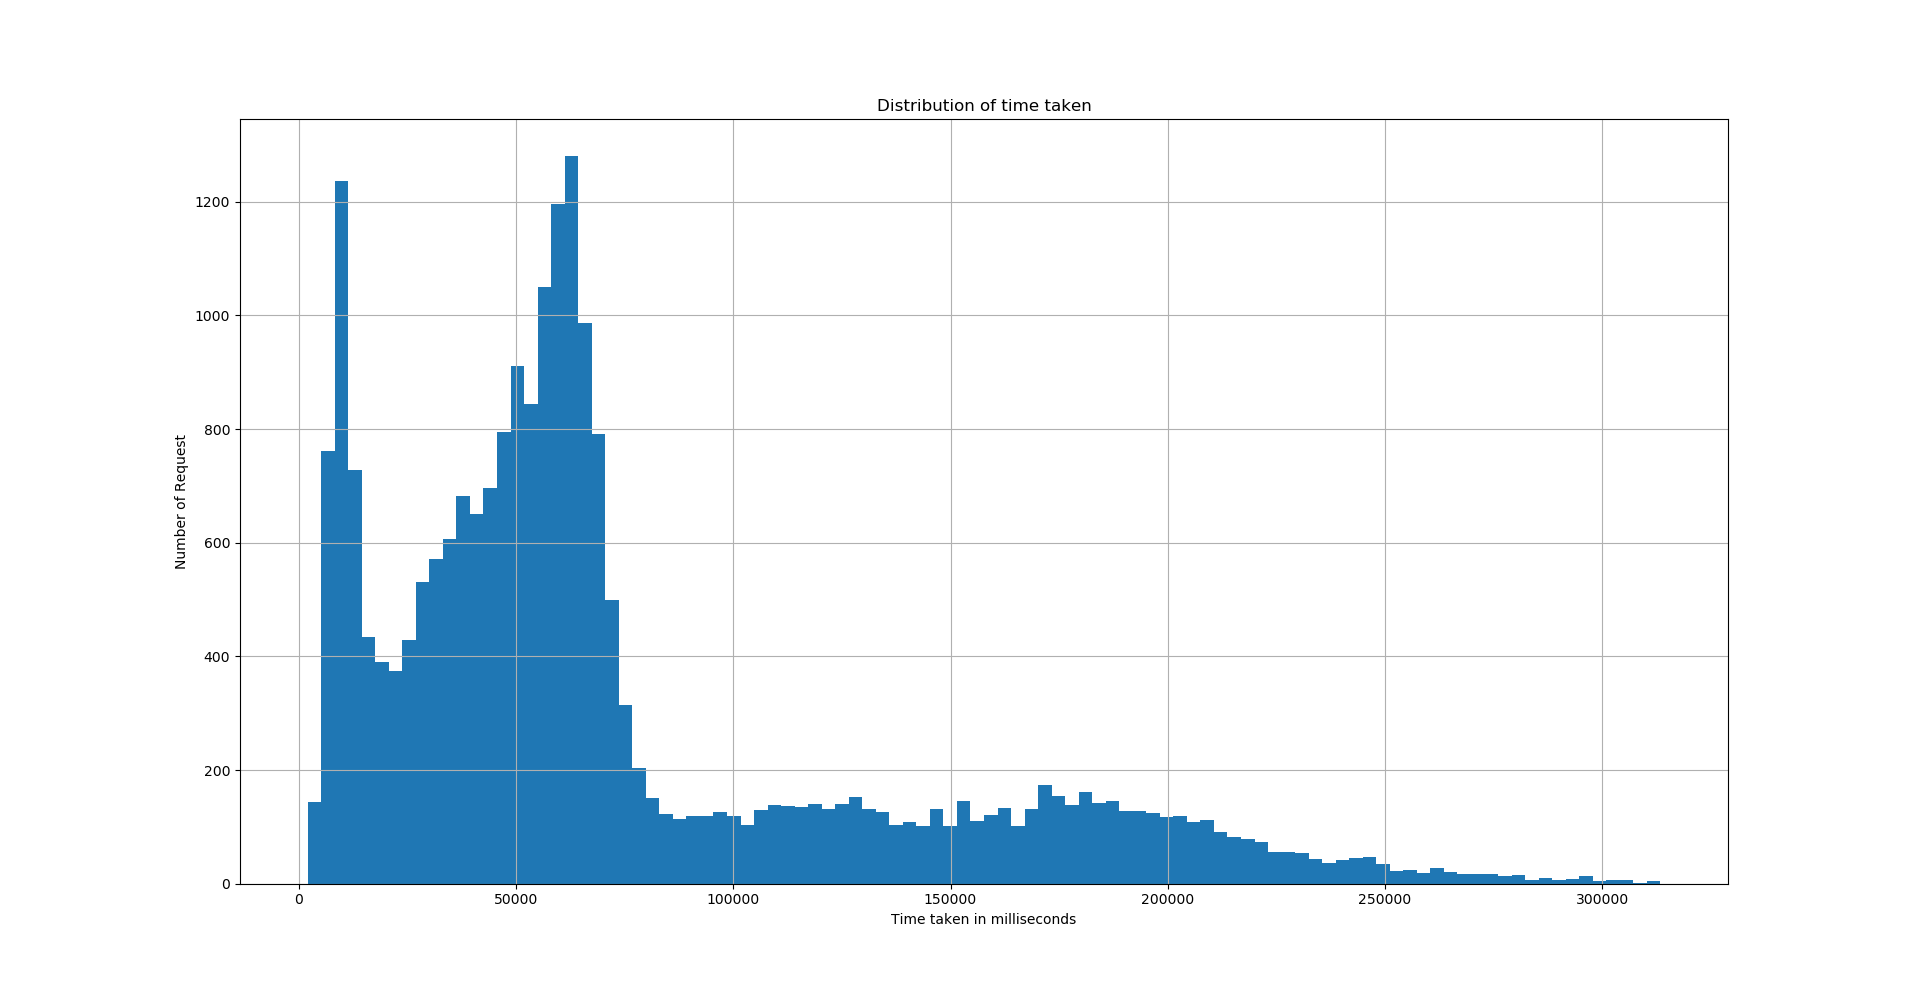 Distribution of time taken
1200
1000
800
600
400
200
0
Number of Request
0 50000 100000 150000 200000 250000 300000
Time taken in milliseconds